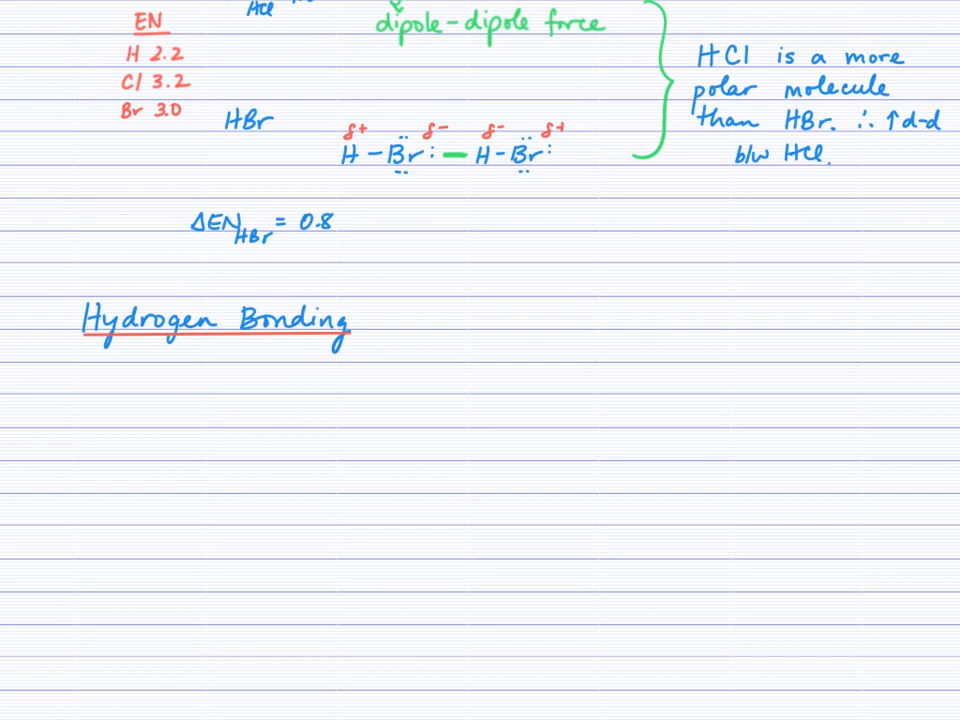 HCl
EN
dipole-dipole force
H 2.2
Cl 3.2
Br 3.0
HCl is a more
polar molecule
than HBr. ∴ ↑d-d
b/w HCl.
HBr
δ+ δ- δ- δ+
H - Br : — H - Br :
ΔEN HBr = 0.8
Hydrogen Bonding